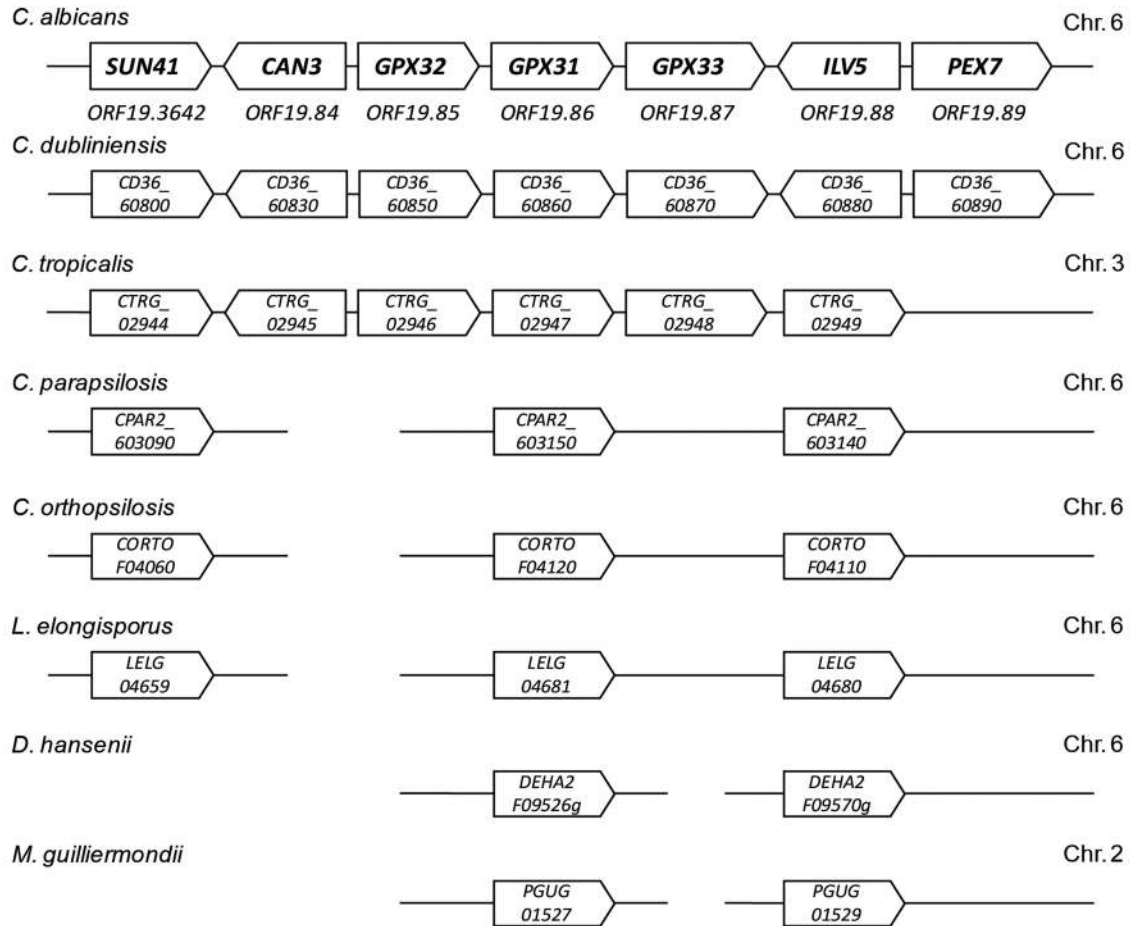 C. albicans Chr. 6
SUN41 CAN3 GPX32 GPX31 GPX33 ILV5 PEX7
ORF19.3642 ORF19.84 ORF19.85 ORF19.86 ORF19.87 ORF19.88 ORF19.89
C. dubliniensis Chr. 6
CD36_ CD36_ CD36_ CD36_ CD36_ CD36_ CD36_
60800 60830 60850 60860 60870 60880 60890
C. tropicalis Chr. 3
CTRG_ CTRG_ CTRG_ CTRG_ CTRG_ CTRG_
02944 02945 02946 02947 02948 02949
C. parapsilosis Chr. 6
CPAR2_ CPAR2_ CPAR2_
603090 603150 603140
C. orthopsilosis Chr. 6
CORTO CORTO CORTO
F04060 F04120 F04110
L. elongisporus Chr. 6
LELG LELG LELG
04659 04681 04680
D. hansenii Chr. 6
DEHA2 DEHA2
F09526g F09570g
M. guilliermondii Chr. 2
PGUG PGUG
01527 01529